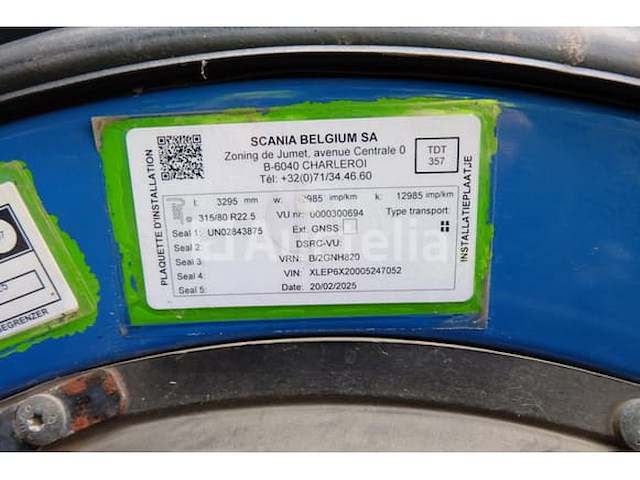 SCANIA BELGIUM SA
Zoning de Jumet, avenue Centrale 0
B-6040 CHARLEROI
Tél: +32(0)71/34.46.60
TDT
357
PLAQUETTE D'INSTALLATION
INSTALLATIEPLAATJE
l: 3295 mm w: 985 imp/km k: 12985 imp/km
315/80 R22.5 VU nr: 0000300694 Type transport:
Seal 1: UN02843875 Ext. GNSS:
Seal 2: DSRC-VU:
Seal 3: VRN: B/2GNH820
Seal 4: VIN: XLEP6X20005247052
Seal 5: Date: 20/02/2025
EGRENZER